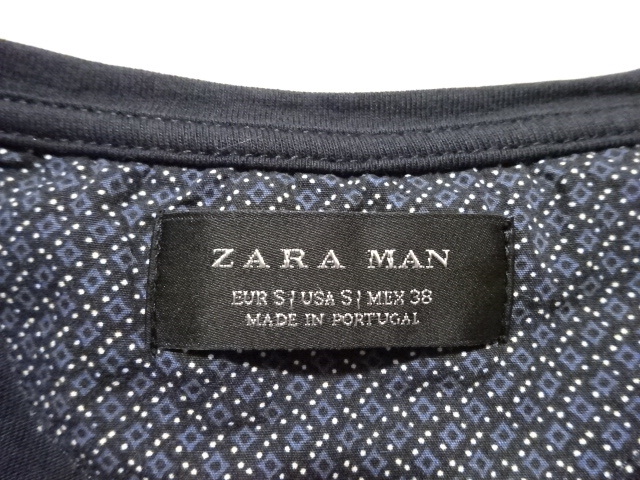 ZARA MAN
EUR S | USA S | MEX 38
MADE IN PORTUGAL